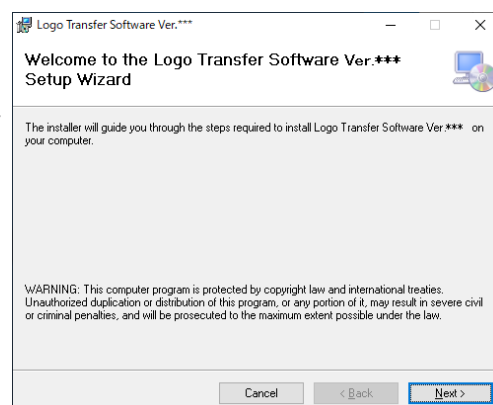 Logo Transfer Software Ver.***
Welcome to the Logo Transfer Software Ver.***
Setup Wizard
The installer will guide you through the steps required to install Logo Transfer Software Ver.*** on
your computer.
WARNING: This computer program is protected by copyright law and international treaties.
Unauthorized duplication or distribution of this program, or any portion of it, may result in severe civil
or criminal penalties, and will be prosecuted to the maximum extent possible under the law.
Cancel
< Back
Next >